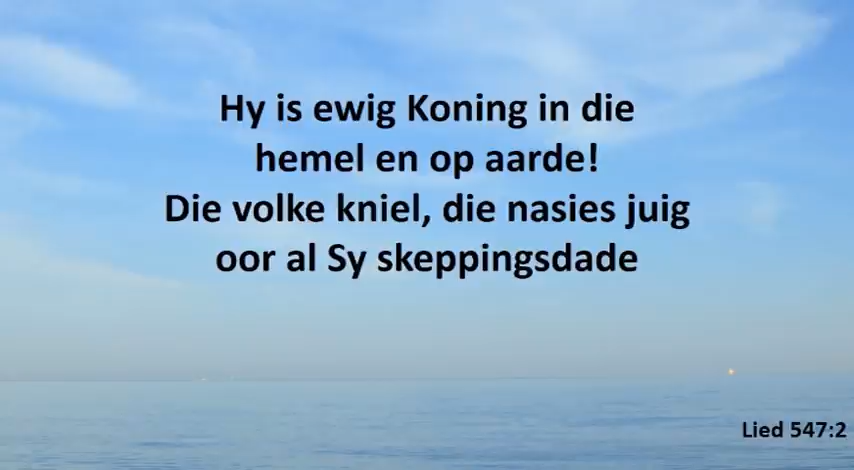 Hy is ewig Koning in die
hemel en op aarde!
Die volke kniel, die nasies juig
oor al Sy skeppingsdade
Lied 547:2